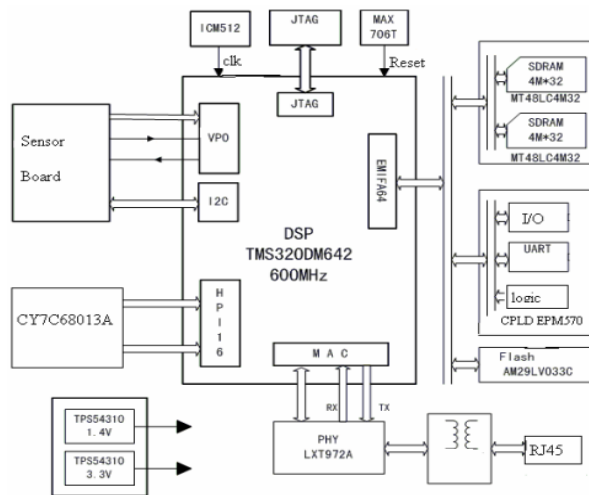 ICM512
JTAG
MAX
706T
clk
Reset
JTAG
SDRAM
4M*32
MT48LC4M32
SDRAM
4M*32
MT48LC4M32
Sensor
Board
VPO
I2C
EMIFA64
DSP
TMS320DM642
600MHz
I/O
UART
logic
CPLD EPM570
CY7C68013A
HPI16
MAC
Flash
AM29LV033C
RX
TX
TPS54310
1.4V
TPS54310
3.3V
PHY
LXT972A
RJ45